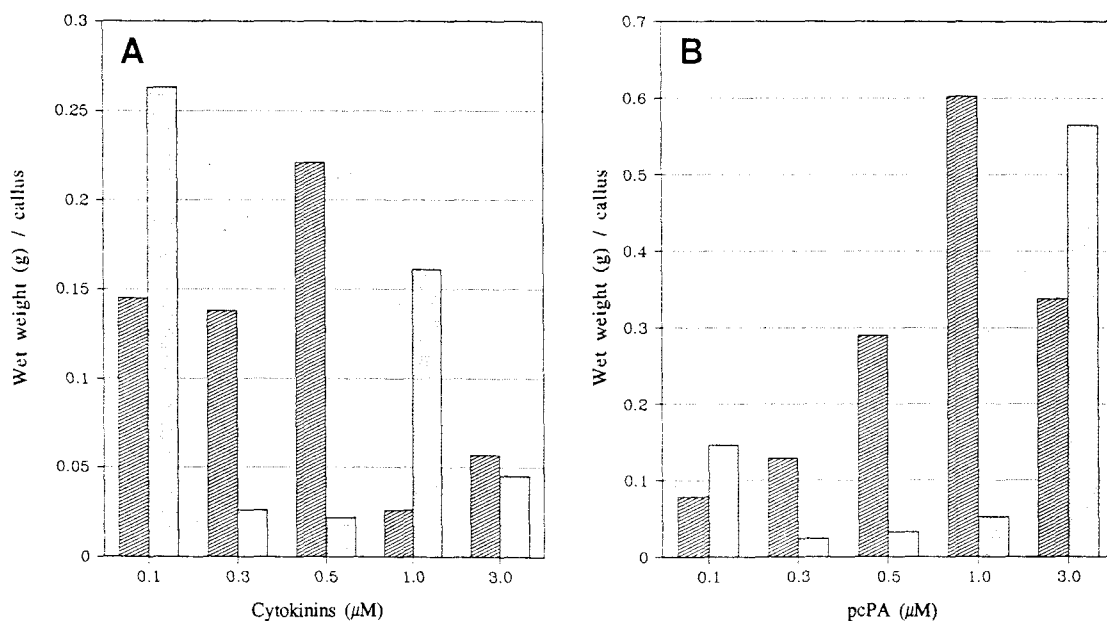 A
Wet weight (g) / callus
0.3
0.25
0.2
0.15
0.1
0.05
0
0.1 0.3 0.5 1.0 3.0
Cytokinins (μM)
B
Wet weight (g) / callus
0.7
0.6
0.5
0.4
0.3
0.2
0.1
0
0.1 0.3 0.5 1.0 3.0
pcPA (μM)